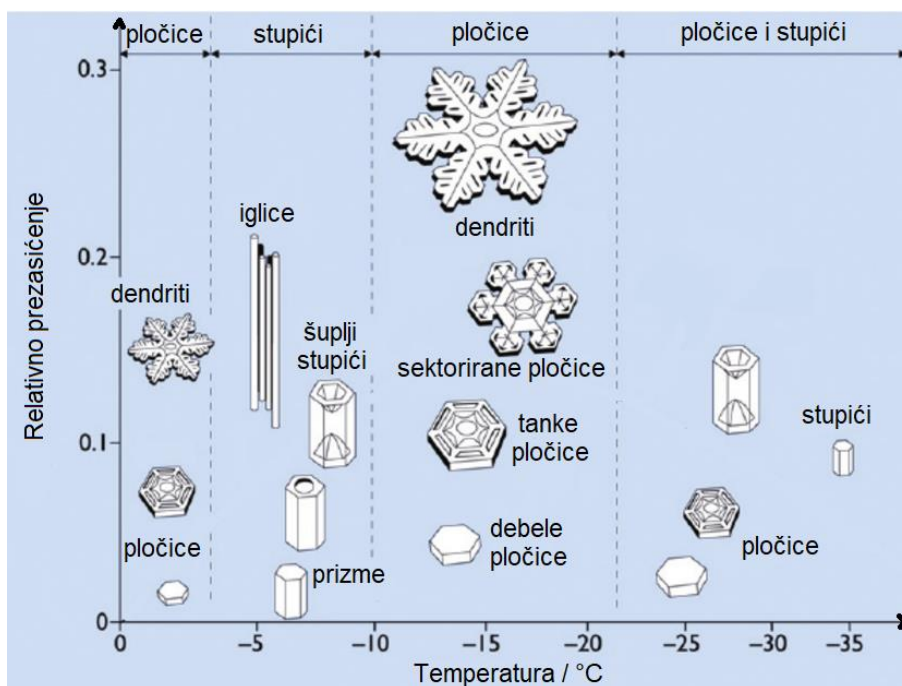 pločice
stupići
pločice
pločice i stupići
0.3
iglice
dendriti
0.2
dendriti
šuplji
stupići
sektorirane pločice
Relativno prezasićenje
0.1
tanke
pločice
stupići
pločice
debele
pločice
pločice
prizme
0
0
−5
−10
−15
−20
−25
−30
−35
Temperatura / °C